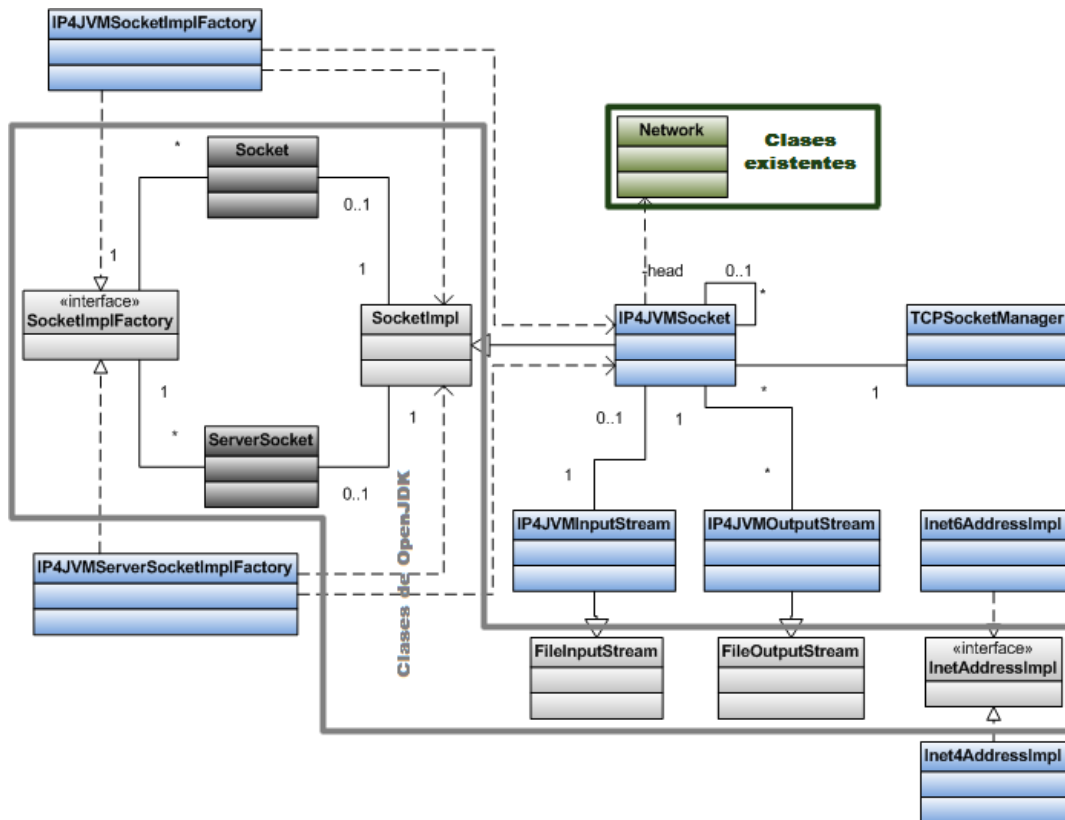 IP4JVMSocketImplFactory
Network
Clases
existentes
*
Socket
0..1
1
1
-head
0..1
*
«interface»
SocketImplFactory
SocketImpl
IP4JVMSocket
TCPSocketManager
1
*
1
0..1
1
*
1
ServerSocket
0..1
1
*
Clases de OpenJDK
IP4JVMInputStream
IP4JVMOutputStream
Inet6AddressImpl
IP4JVMServerSocketImplFactory
FileInputStream
FileOutputStream
«interface»
InetAddressImpl
Inet4AddressImpl